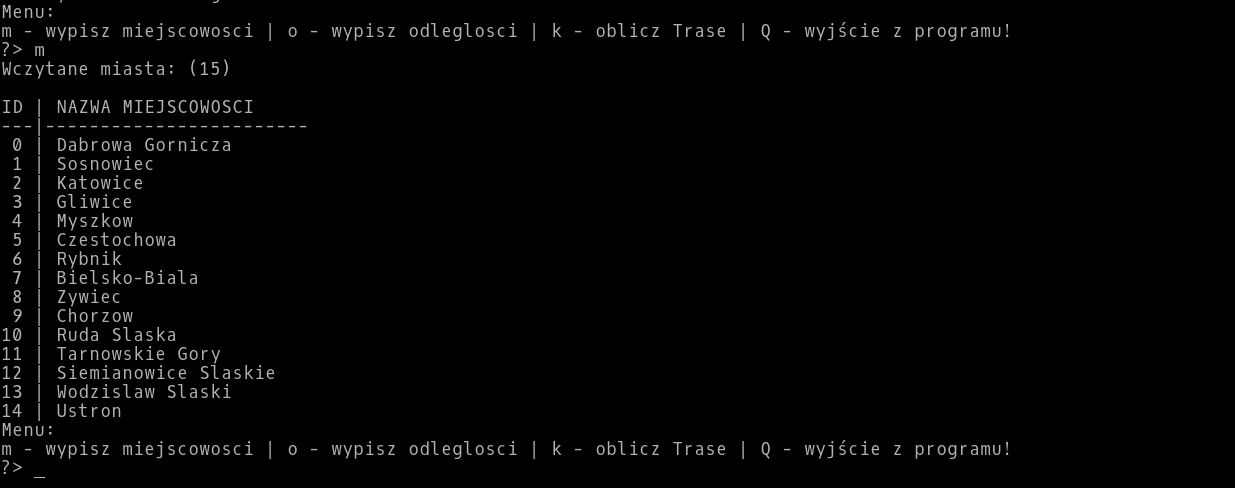 Menu:
m - wypisz miejscowosci | o - wypisz odleglosci | k - oblicz Trase | Q - wyjście z programu!
?> m
Wczytane miasta: (15)
ID | NAZWA MIEJSCOWOSCI
---|------------------------
0 | Dabrowa Gornicza
1 | Sosnowiec
2 | Katowice
3 | Gliwice
4 | Myszkow
5 | Czestochowa
6 | Rybnik
7 | Bielsko-Biala
8 | Zywiec
9 | Chorzow
10 | Ruda Slaska
11 | Tarnowskie Gory
12 | Siemianowice Slaskie
13 | Wodzislaw Slaski
14 | Ustron
Menu:
m - wypisz miejscowosci | o - wypisz odleglosci | k - oblicz Trase | Q - wyjście z programu!
?> _